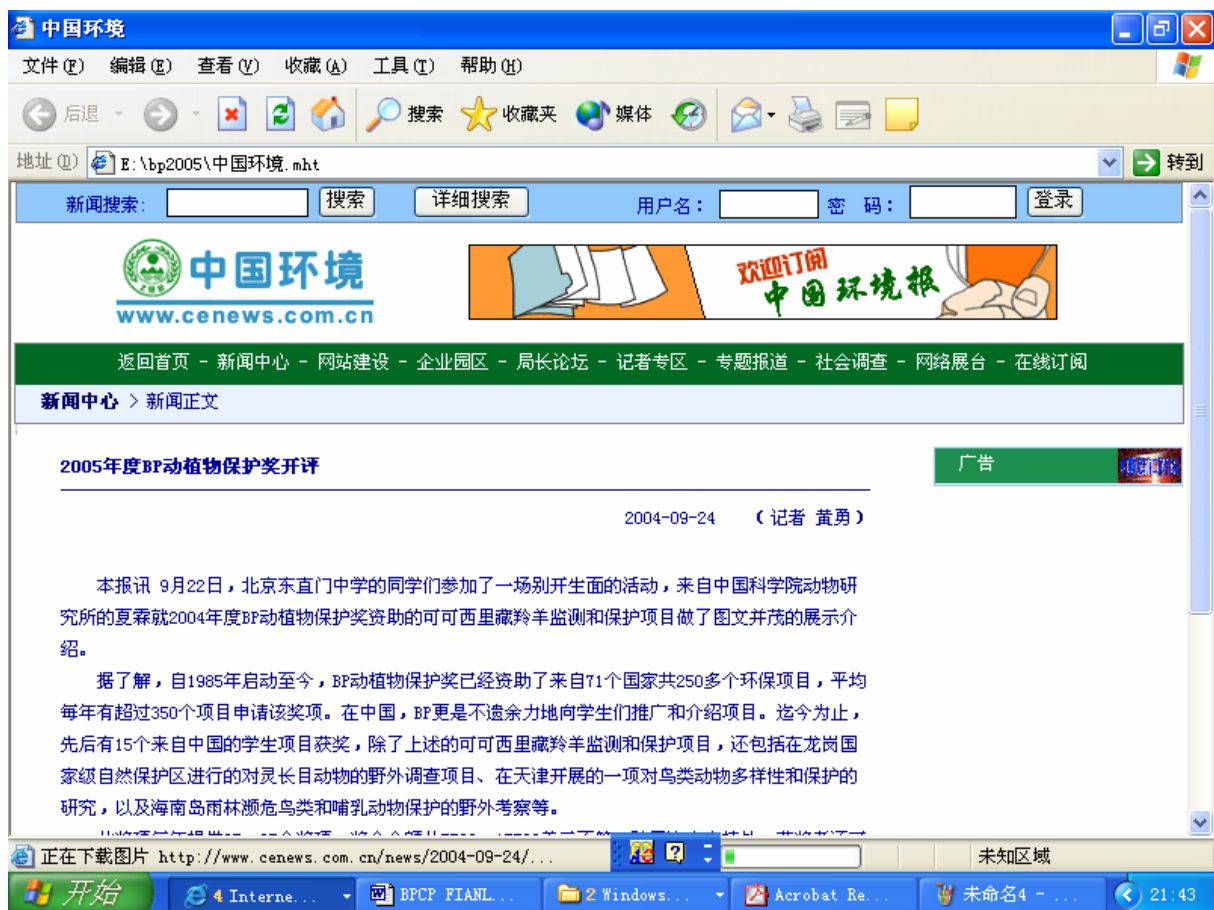 中国环境
文件(F) 编辑(E) 查看(V) 收藏(A) 工具(T) 帮助(H)
后退 搜索 收藏夹 媒体
地址(D) E:\bp2005\中国环境.mht 转到
新闻搜索: 搜索 详细搜索 用户名: 密 码: 登录
中国环境
www.cenews.com.cn
欢迎订阅
中国环境报
返回首页 - 新闻中心 - 网站建设 - 企业园区 - 局长论坛 - 记者专区 - 专题报道 - 社会调查 - 网络展台 - 在线订阅
新闻中心 > 新闻正文
2005年度BP动植物保护奖开评
广告
2004-09-24 (记者 黄勇)
本报讯 9月22日,北京东直门中学的同学们参加了一场别开生面的活动,来自中国科学院动物研
究所的夏霖就2004年度BP动植物保护奖资助的可可西里藏羚羊监测和保护项目做了图文并茂的展示介
绍。
据了解,自1985年启动至今,BP动植物保护奖已经资助了来自71个国家共250多个环保项目,平均
每年有超过350个项目申请该奖项。在中国,BP更是不遗余力地向学生们推广和介绍项目。迄今为止,
先后有15个来自中国的学生项目获奖,除了上述的可可西里藏羚羊监测和保护项目,还包括在龙岗国
家级自然保护区进行的对灵长目动物的野外调查项目、在天津开展的一项对鸟类动物多样性和保护的
研究,以及海南岛雨林濒危鸟类和哺乳动物保护的野外考察等。
正在下载图片 http://www.cenews.com.cn/news/2004-09-24/... 未知区域
开始 4 Interne... BPCP FIANL... 2 Windows... Acrobat Re... 未命名4 - ... 21:43